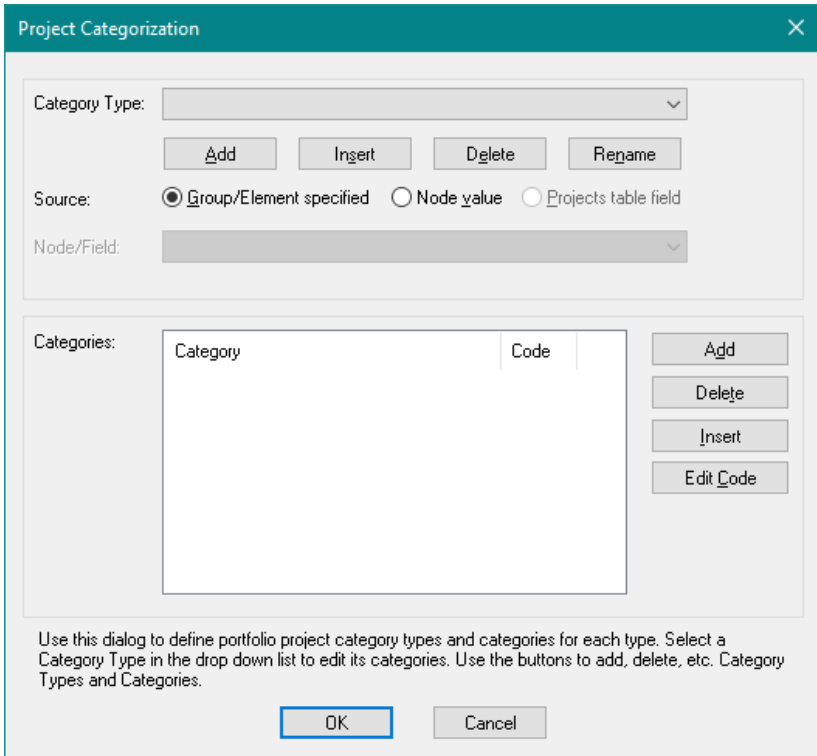 Project Categorization
Category Type:
Add Insert Delete Rename
Source: Group/Element specified Node value Projects table field
Node/Field:
Categories: Category Code Add
Delete
Insert
Edit Code
Use this dialog to define portfolio project category types and categories for each type. Select a
Category Type in the drop down list to edit its categories. Use the buttons to add, delete, etc. Category
Types and Categories.
OK Cancel